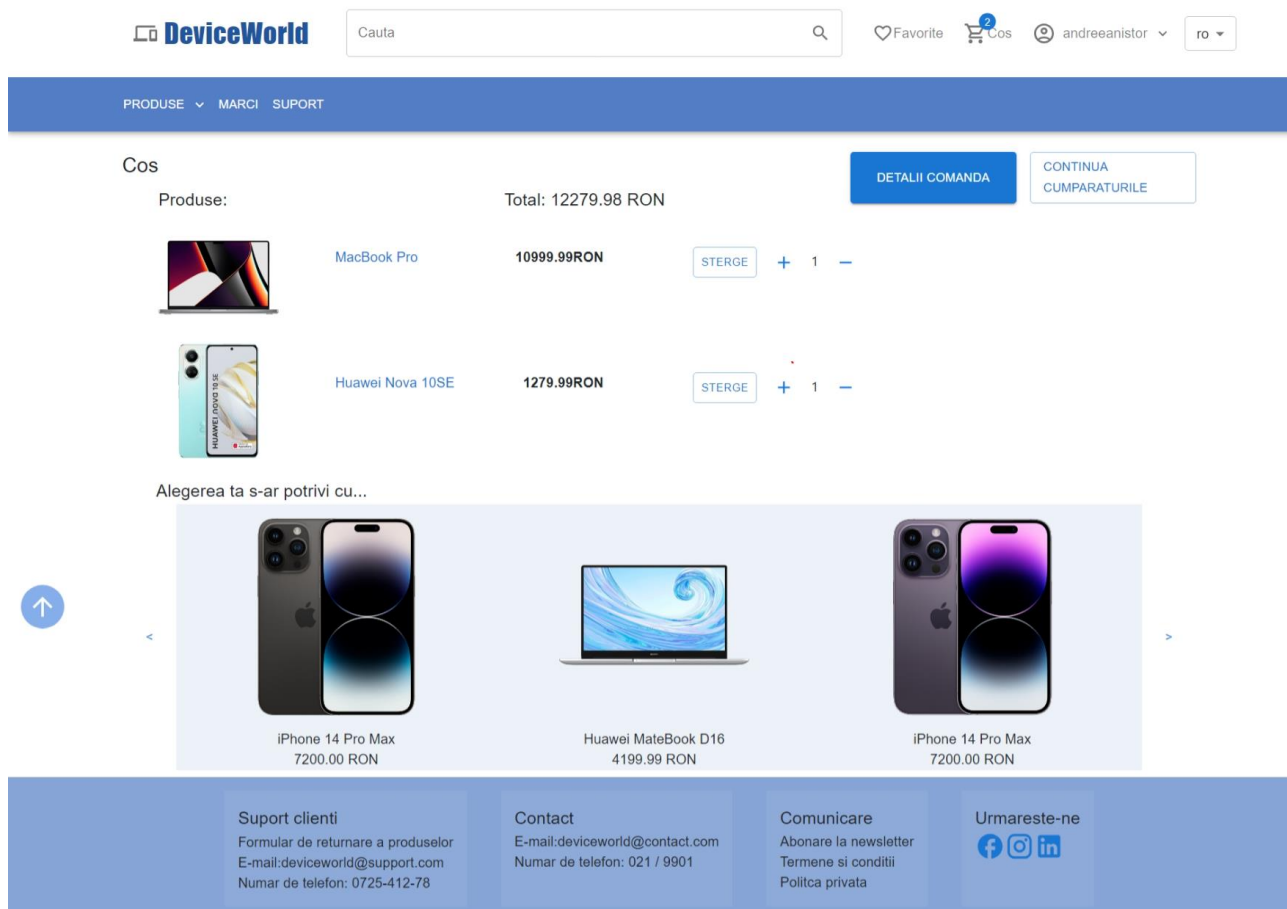 DeviceWorld
Cauta
Favorite
2
Cos
andreeanistor
ro
PRODUSE MARCI SUPORT
Cos
DETALII COMANDA
CONTINUA
CUMPARATURILE
Produse:
Total: 12279.98 RON
MacBook Pro 10999.99RON STERGE + 1 −
HUAWEI nova 10 SE
Huawei Nova 10SE 1279.99RON STERGE + 1 −
Alegerea ta s-ar potrivi cu...
< >
iPhone 14 Pro Max
7200.00 RON
Huawei MateBook D16
4199.99 RON
iPhone 14 Pro Max
7200.00 RON
Suport clienti
Formular de returnare a produselor
E-mail:deviceworld@support.com
Numar de telefon: 0725-412-78
Contact
E-mail:deviceworld@contact.com
Numar de telefon: 021 / 9901
Comunicare
Abonare la newsletter
Termene si conditii
Politca privata
Urmareste-ne